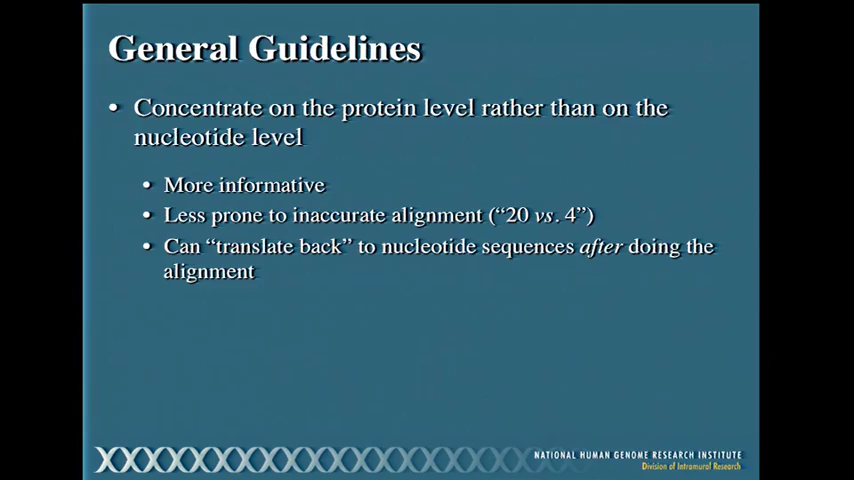 General Guidelines
• Concentrate on the protein level rather than on the
nucleotide level
• More informative
• Less prone to inaccurate alignment (“20 vs. 4”)
• Can “translate back” to nucleotide sequences after doing the
alignment
NATIONAL HUMAN GENOME RESEARCH INSTITUTE
Division of Intramural Research